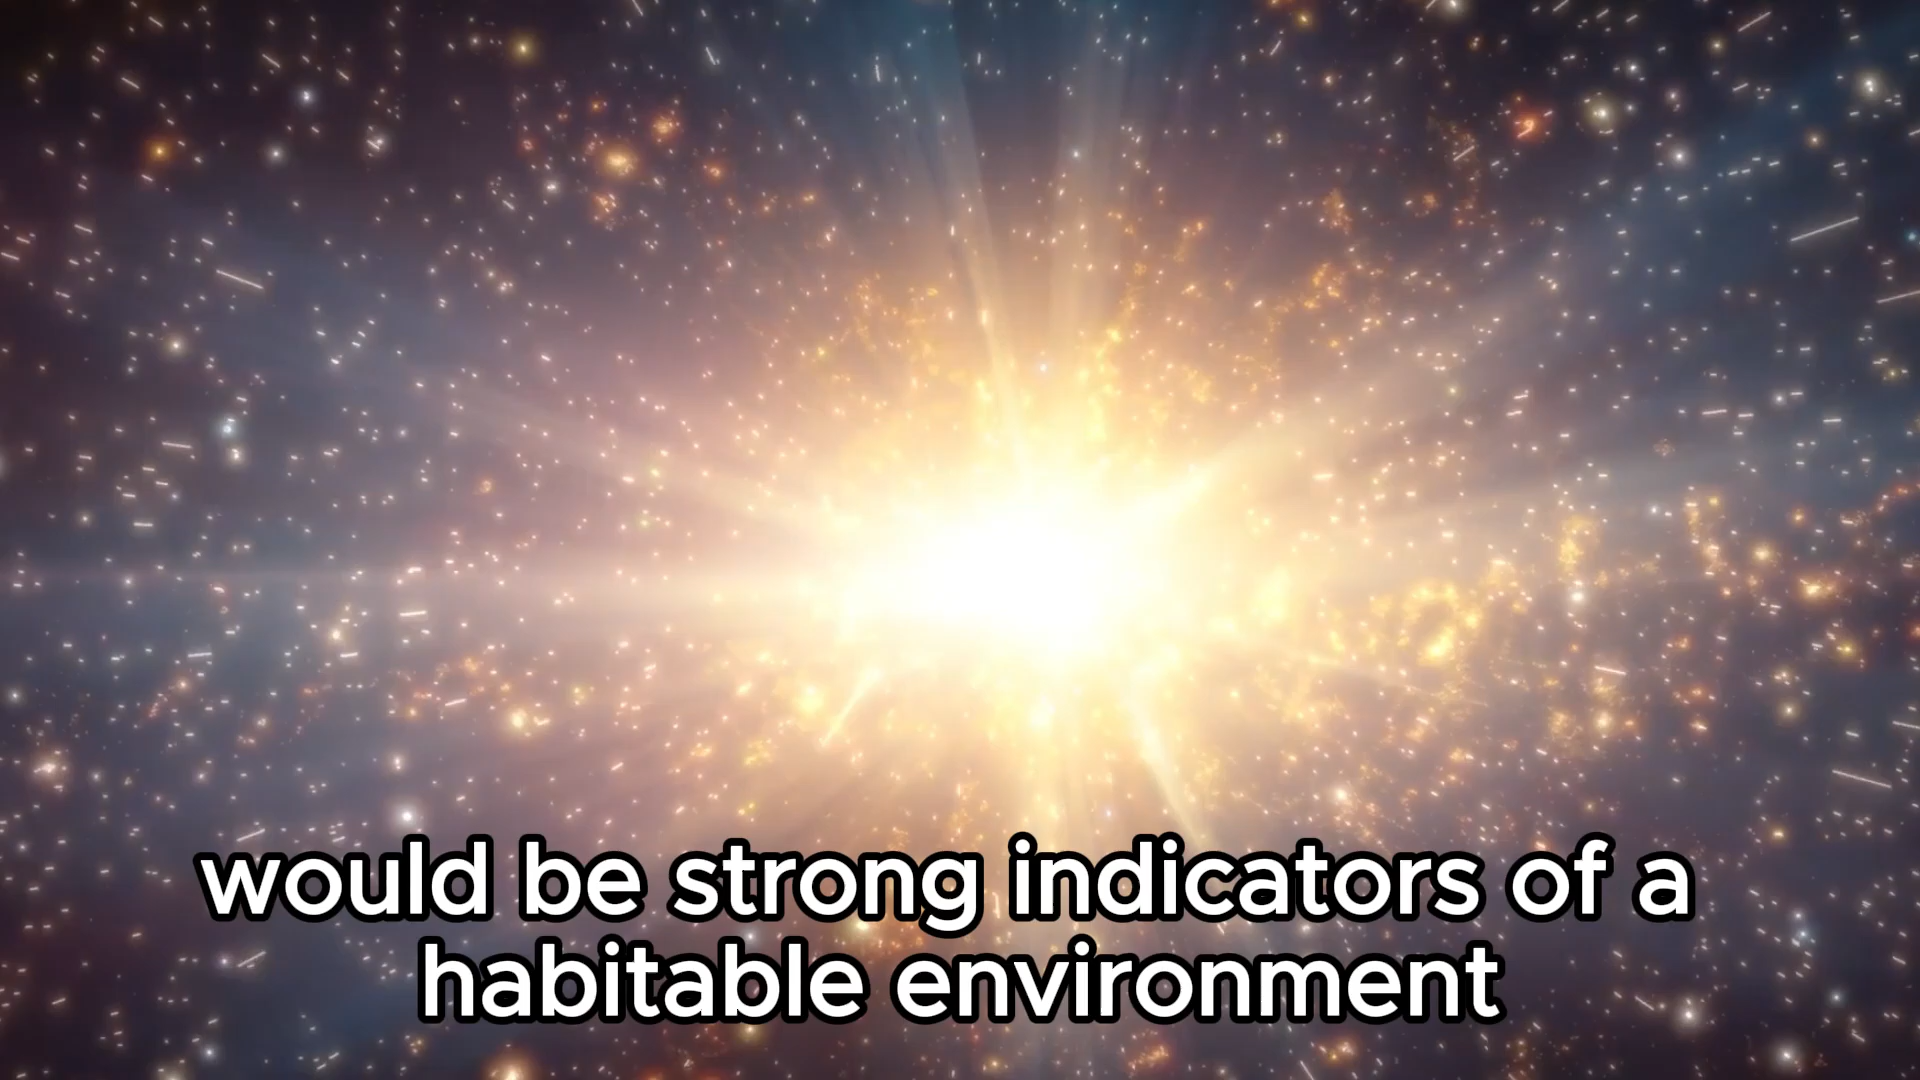 would be strong indicators of a
habitable environment